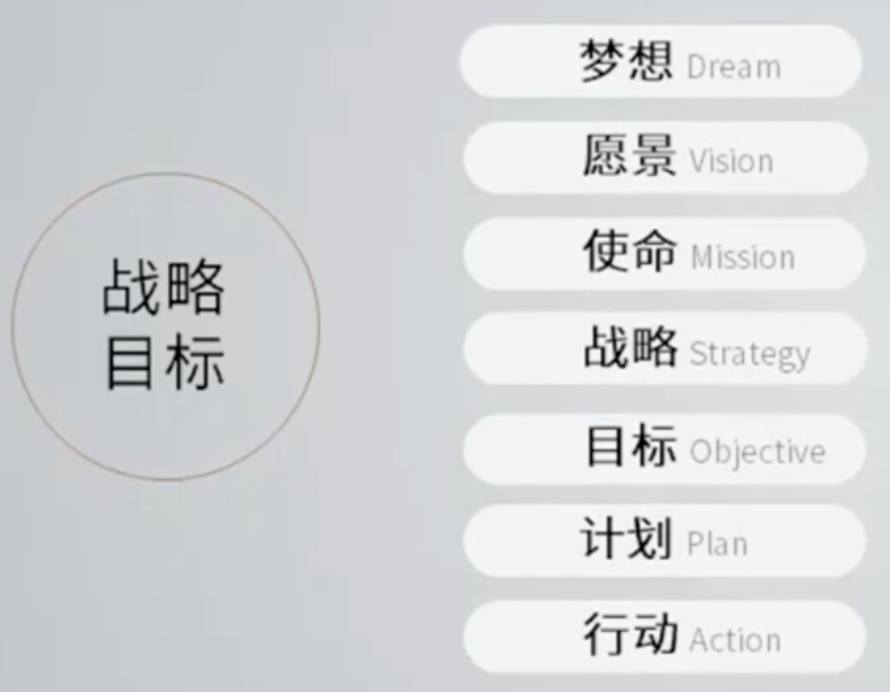 战略
目标
梦想 Dream
愿景 Vision
使命 Mission
战略 Strategy
目标 Objective
计划 Plan
行动 Action